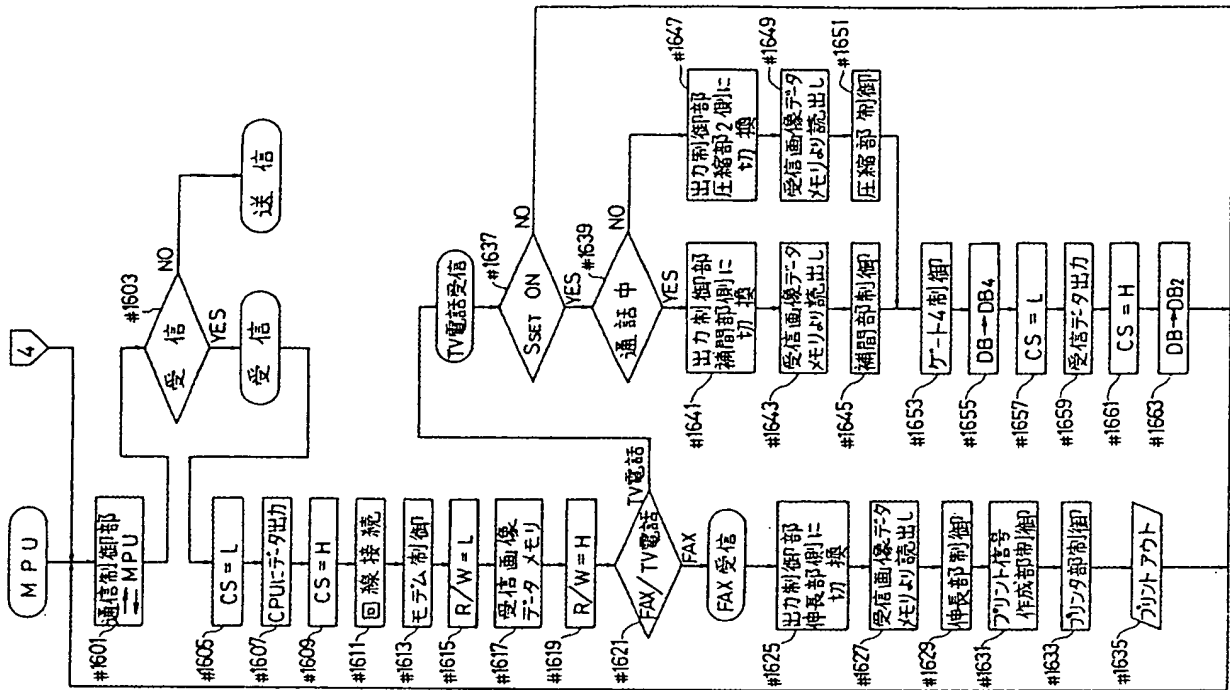 MPU
4
#1601
通信制御部
⇄MPU
#1603
受信
NO
送信
YES
受信
#1605
CS=L
#1607
CPUにデータ出力
#1609
CS=H
#1611
回線接続
#1613
モデム制御
#1615
R/W=L
#1617
受信画像
データメモリ
#1619
R/W=H
#1621
FAX/TV電話
TV電話
FAX
FAX受信
#1625
出力制御部
伸長部側に
切換
#1627
受信画像データ
メモリより読出し
#1629
伸長部制御
#1631
プリント信号
作成部制御
#1633
プリンタ部制御
#1635
プリントアウト
TV電話受信
#1637
SSET ON
NO
YES
#1639
通話中
NO
YES
#1641
出力制御部
補間部側に
切換
#1643
受信画像データ
メモリより読出し
#1645
補間部制御
#1647
出力制御部
圧縮部2側に
切換
#1649
受信画像データ
メモリより読出し
#1651
圧縮部制御
#1653
ゲート4制御
#1655
DB→DB4
#1657
CS=L
#1659
受信データ出力
#1661
CS=H
#1663
DB→DB2